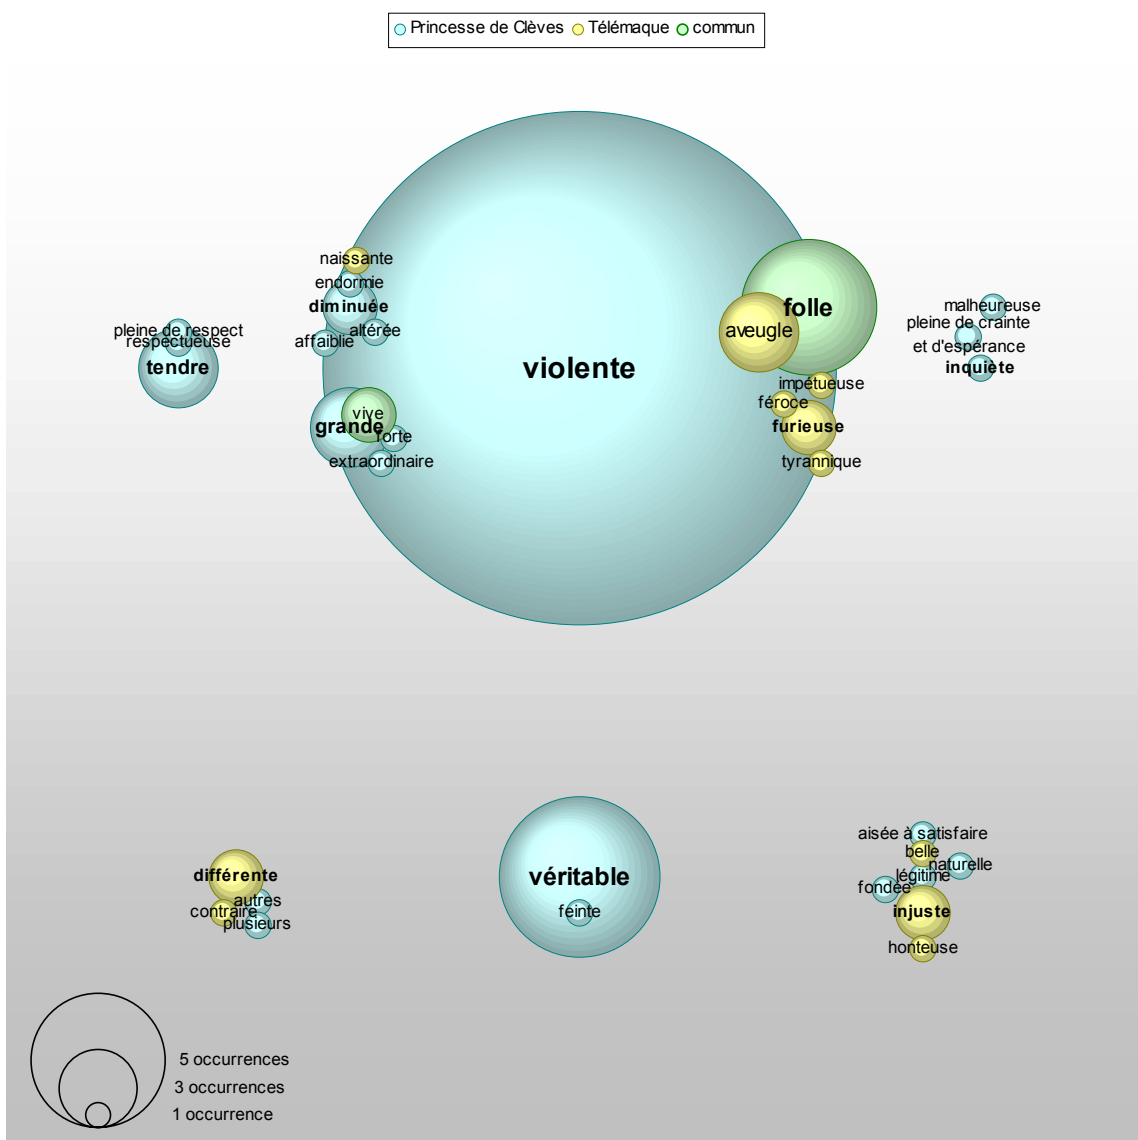 Princesse de Clèves Télémaque commun
naissante
endormie
diminuée
affaiblie
altérée
pleine de respect
respectueuse
tendre
violente
folle
aveugle
malheureuse
pleine de crainte
et d'espérance
inquiète
vive
grande
forte
extraordinaire
impétueuse
féroce
furieuse
tyrannique
différente
autres
contraire
plusieurs
véritable
feinte
aisée à satisfaire
belle
naturelle
légitime
fondée
injuste
honteuse
5 occurrences
3 occurrences
1 occurrence